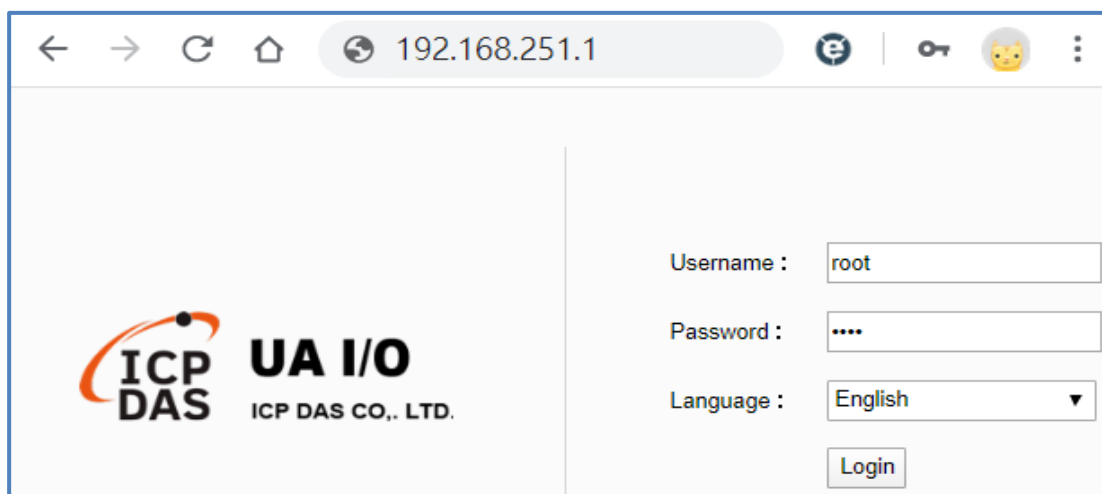 192.168.251.1
Username :
root
Password :
••••
ICP
DAS
UA I/O
ICP DAS CO,. LTD.
Language :
English
Login